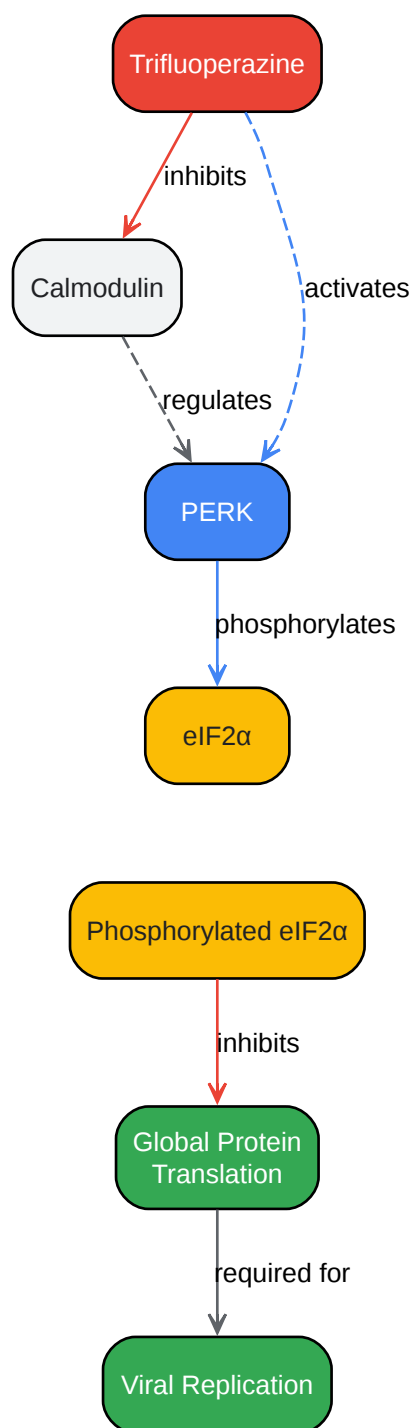 Trifluoperazine
inhibits
activates
Calmodulin
regulates
PERK
phosphorylates
eIF2α
Phosphorylated eIF2α
inhibits
Global Protein
Translation
required for
Viral Replication